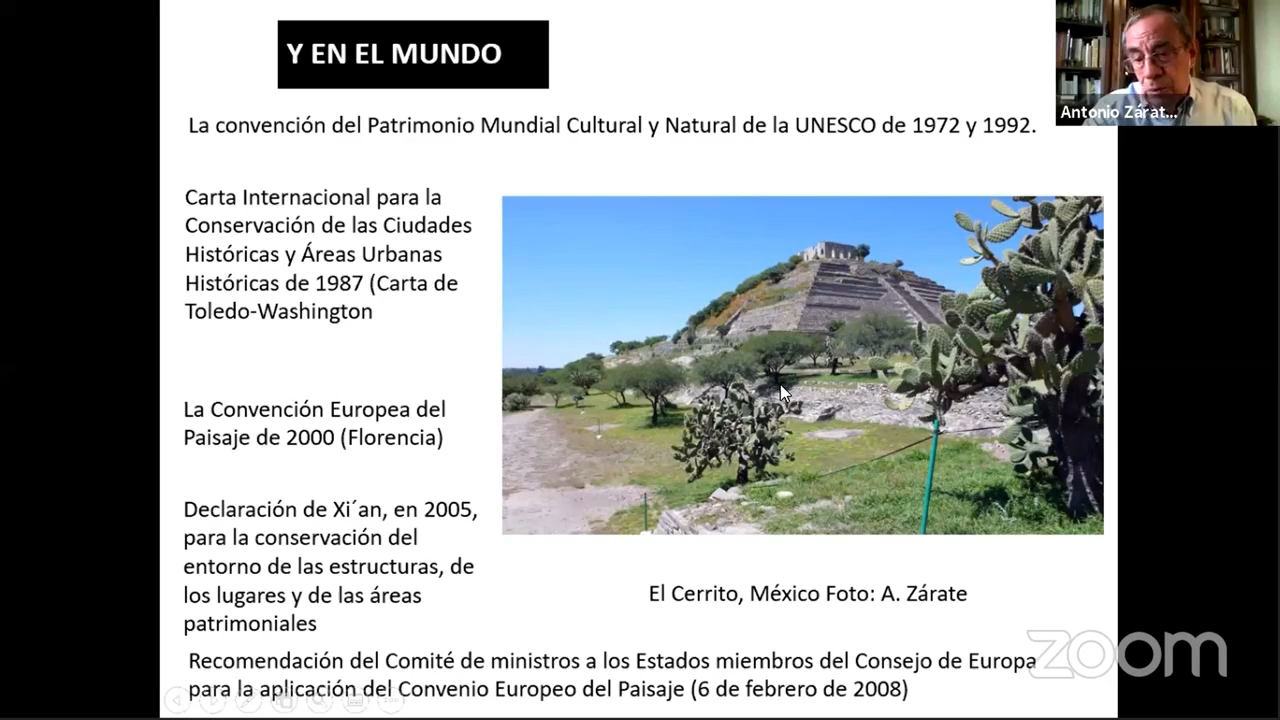 Y EN EL MUNDO
Antonio Zárat...
La convención del Patrimonio Mundial Cultural y Natural de la UNESCO de 1972 y 1992.
Carta Internacional para la
Conservación de las Ciudades
Históricas y Áreas Urbanas
Históricas de 1987 (Carta de
Toledo-Washington
La Convención Europea del
Paisaje de 2000 (Florencia)
Declaración de Xi´an, en 2005,
para la conservación del
entorno de las estructuras, de
los lugares y de las áreas
patrimoniales
El Cerrito, México Foto: A. Zárate
Recomendación del Comité de ministros a los Estados miembros del Consejo de Europa
para la aplicación del Convenio Europeo del Paisaje (6 de febrero de 2008)
zoom